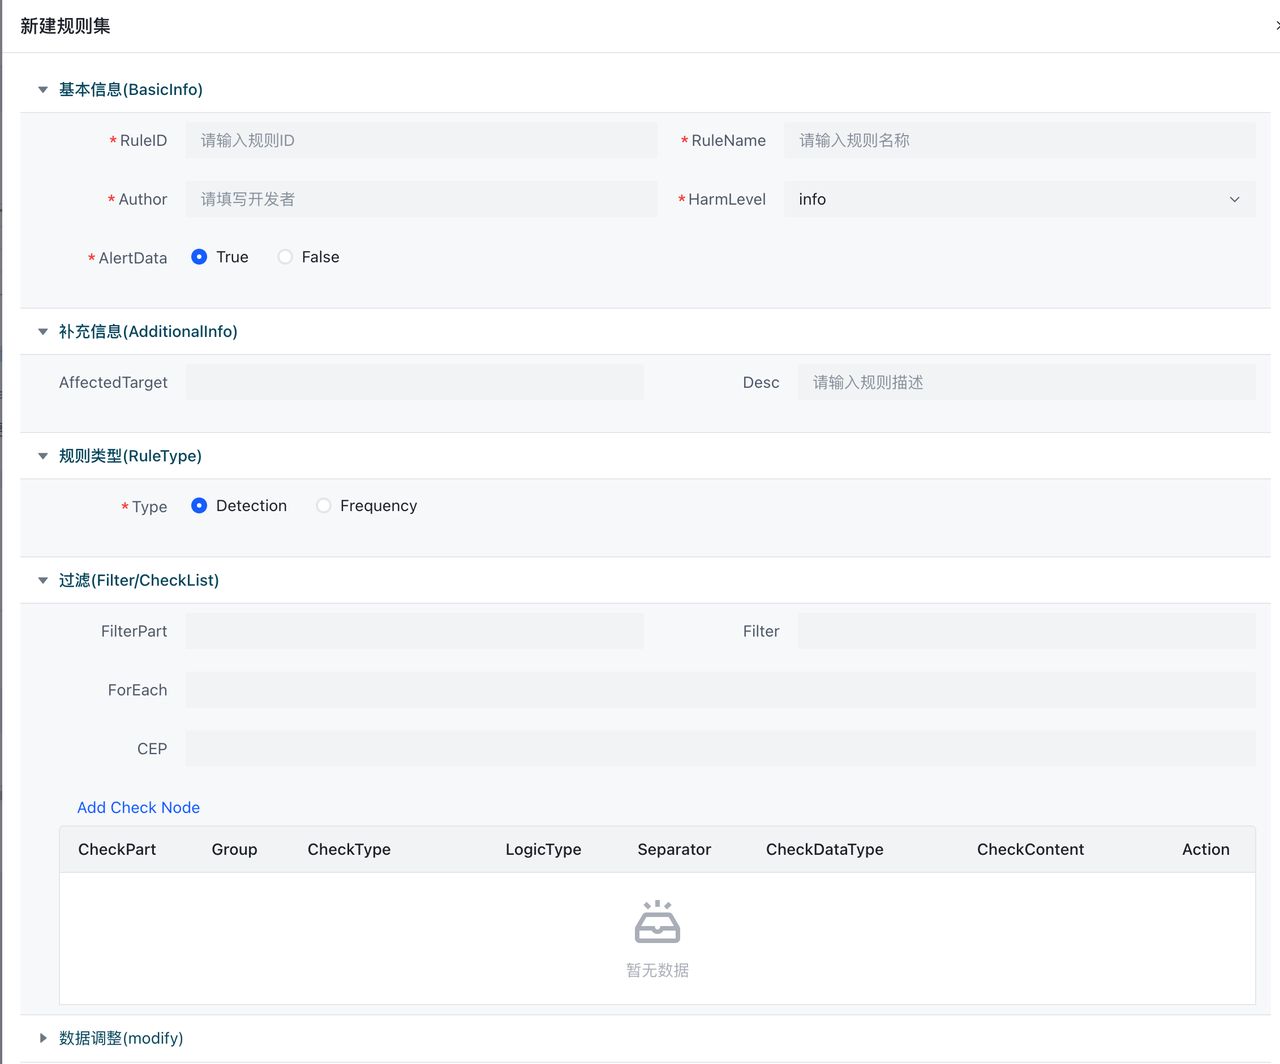 新建规则集
基本信息(BasicInfo)
* RuleID 请输入规则ID * RuleName 请输入规则名称
* Author 请填写开发者 * HarmLevel info
* AlertData True False
补充信息(AdditionalInfo)
AffectedTarget Desc 请输入规则描述
规则类型(RuleType)
* Type Detection Frequency
过滤(Filter/CheckList)
FilterPart Filter
ForEach
CEP
Add Check Node
CheckPart Group CheckType LogicType Separator CheckDataType CheckContent Action
暂无数据
数据调整(modify)